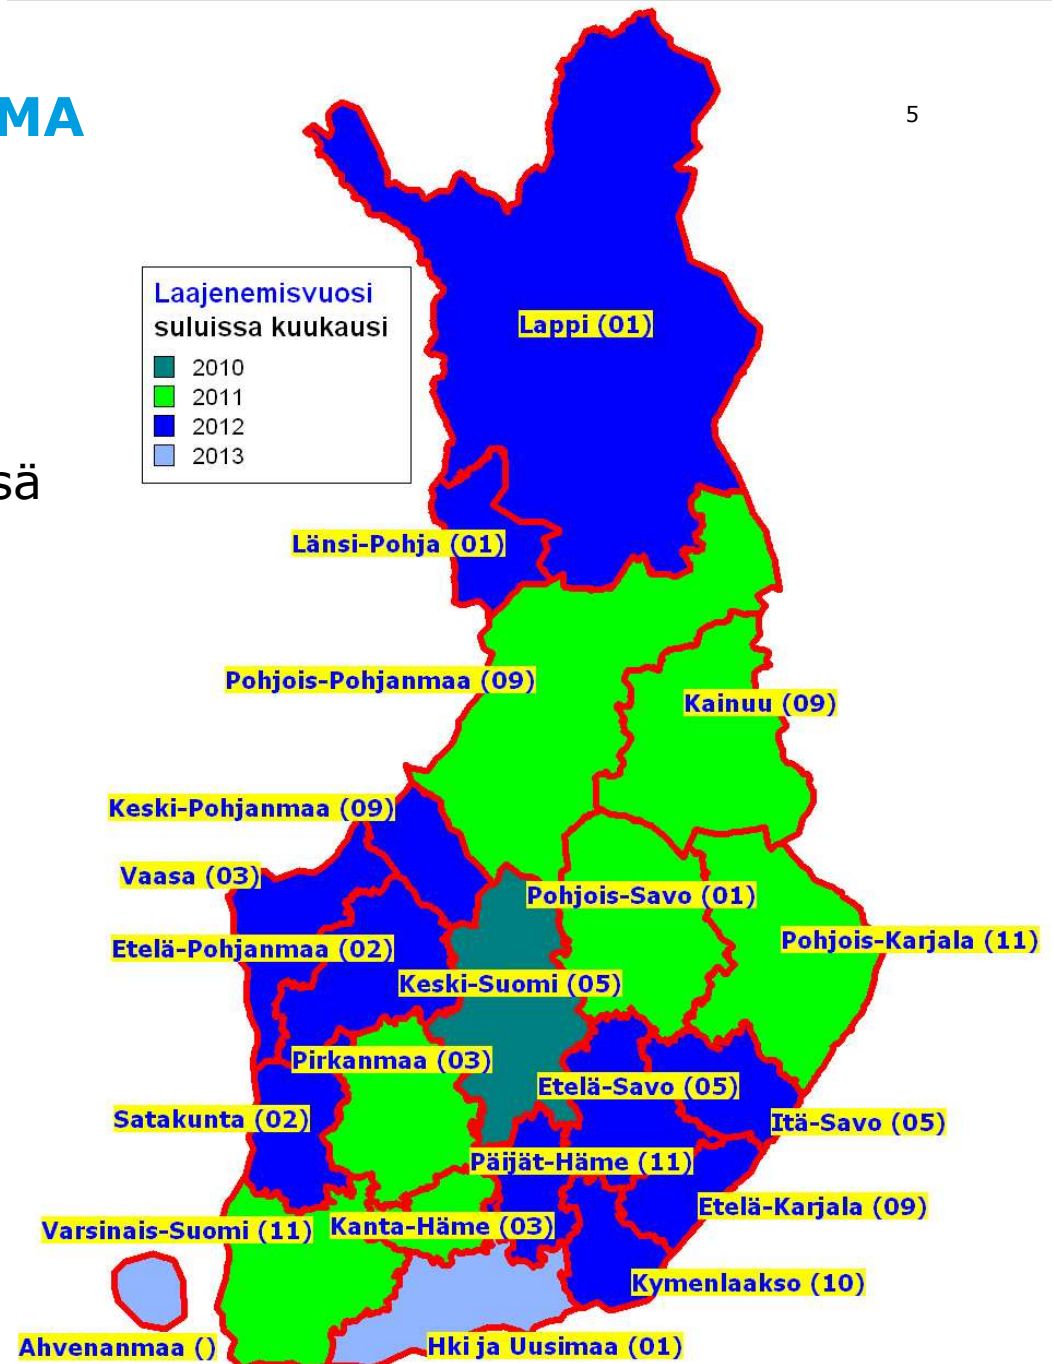 MA
5
Laajenemisvuosi
suluissa kuukausi
2010
2011
2012
2013
Lappi (01)
sä
Länsi-Pohja (01)
Pohjois-Pohjanmaa (09)
Kainuu (09)
Keski-Pohjanmaa (09)
Vaasa (03)
Pohjois-Savo (01)
Etelä-Pohjanmaa (02)
Pohjois-Karjala (11)
Keski-Suomi (05)
Pirkanmaa (03)
Etelä-Savo (05)
Satakunta (02)
Itä-Savo (05)
Päijät-Häme (11)
Etelä-Karjala (09)
Varsinais-Suomi (11)
Kanta-Häme (03)
Kymenlaakso (10)
Ahvenanmaa ()
Hki ja Uusimaa (01)